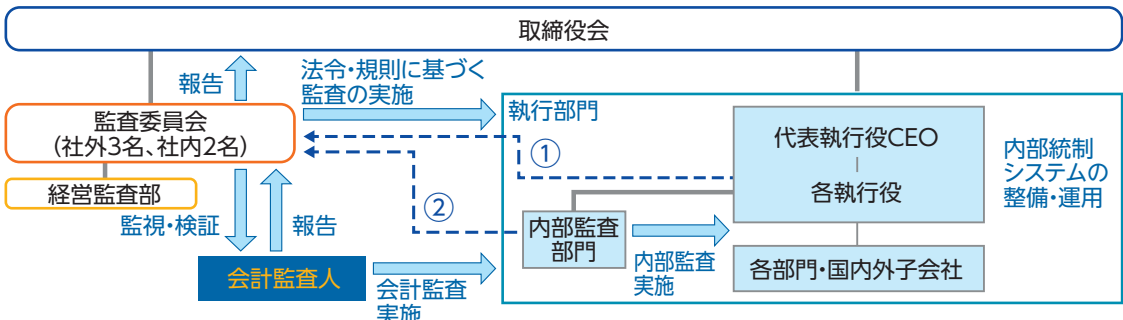 取締役会
報告
法令・規則に基づく
監査の実施
執行部門
監査委員会
(社外3名、社内2名)
①
代表執行役CEO
各執行役
内部統制
システムの
整備・運用
経営監査部
監視・検証
報告
②
内部監査
部門
内部監査
実施
各部門・国内外子会社
会計監査人
会計監査
実施